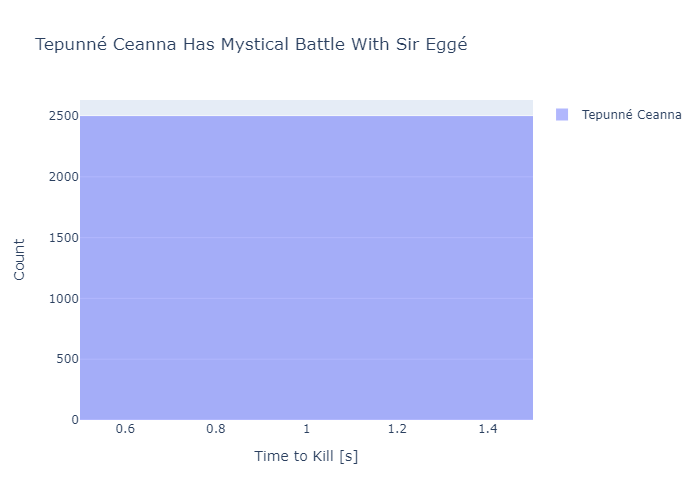 Tepunné Ceanna Has Mystical Battle With Sir Eggé
Tepunné Ceanna
2500
2000
1500
1000
500
0
Count
0.6 0.8 1 1.2 1.4
Time to Kill [s]